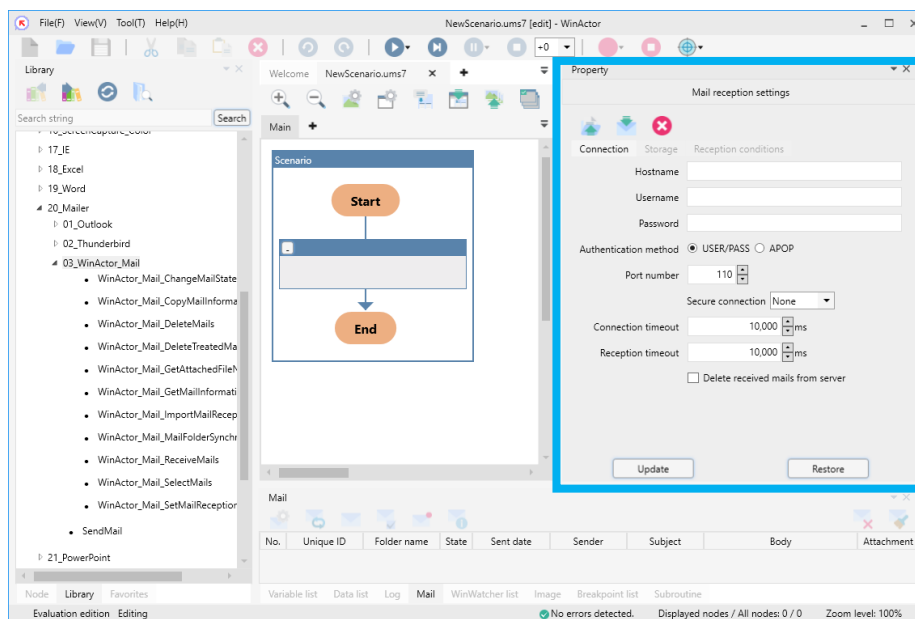 File(F) View(V) Tool(T) Help(H) NewScenario.ums7 [edit] - WinActor
+0
Library
Search string Search
17_IE
18_Excel
19_Word
20_Mailer
01_Outlook
02_Thunderbird
03_WinActor_Mail
WinActor_Mail_ChangeMailState
WinActor_Mail_CopyMailInforma
WinActor_Mail_DeleteMails
WinActor_Mail_DeleteTreatedMa
WinActor_Mail_GetAttachedFileN
WinActor_Mail_GetMailInformati
WinActor_Mail_ImportMailRecep
WinActor_Mail_MailFolderSynchr
WinActor_Mail_ReceiveMails
WinActor_Mail_SelectMails
WinActor_Mail_SetMailReception
SendMail
21_PowerPoint
Node Library Favorites
Welcome NewScenario.ums7
Main
Scenario
Start
End
Property
Mail reception settings
Connection Storage Reception conditions
Hostname
Username
Password
Authentication method USER/PASS APOP
Port number 110
Secure connection None
Connection timeout 10,000 ms
Reception timeout 10,000 ms
Delete received mails from server
Update Restore
Mail
No. Unique ID Folder name State Sent date Sender Subject Body Attachment
Variable list Data list Log Mail WinWatcher list Image Breakpoint list Subroutine
Evaluation edition Editing No errors detected. Displayed nodes / All nodes: 0 / 0 Zoom level: 100%